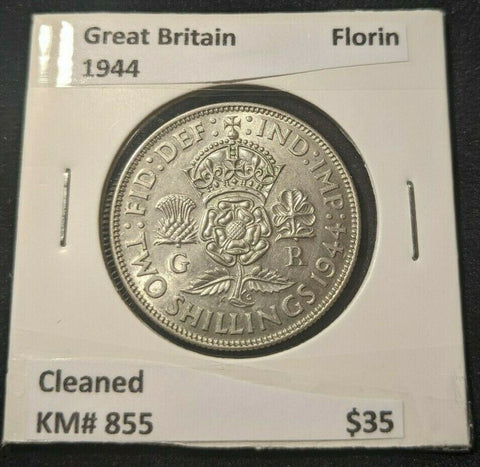 Great Britain Florin
1944
FID: DEF: IND: IMP:
G R
TWO SHILLINGS 1944
Cleaned
KM# 855 $35